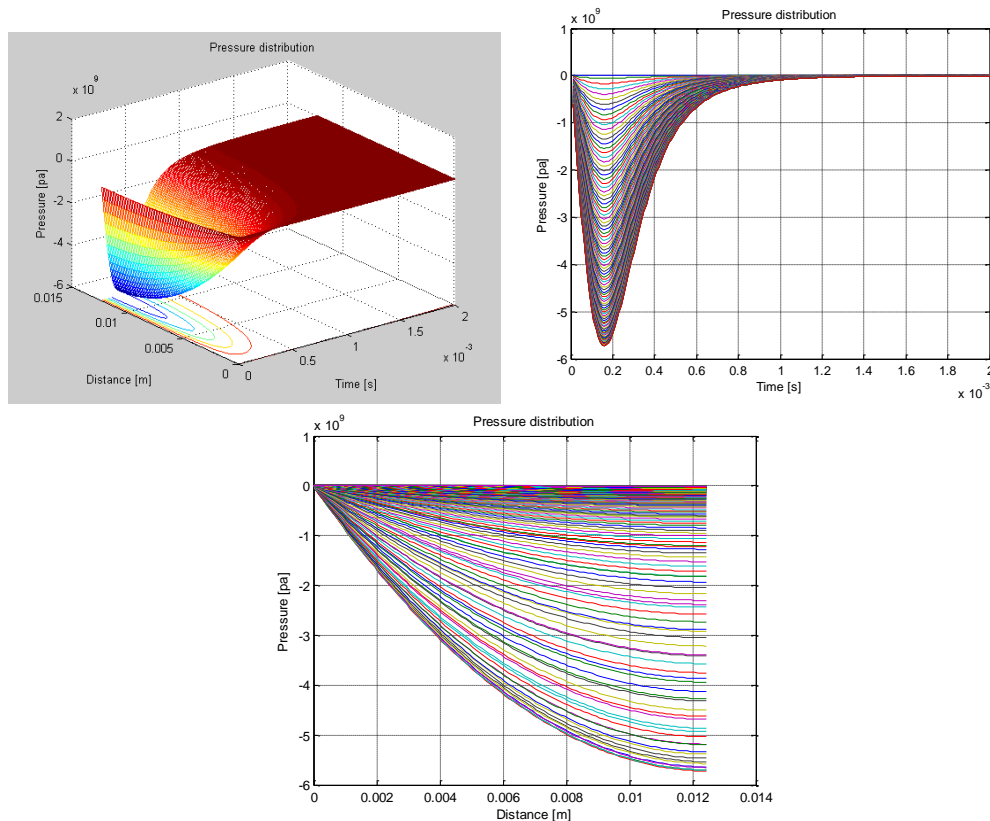 Pressure distribution
x 10^9
2
0
-2
-4
-6
Pressure [pa]
0.015
0.01
0.005
0
Distance [m]
0
0.5
1
1.5
2
x 10^-3
Time [s]
Pressure distribution
x 10^9
1
0
-1
-2
-3
-4
-5
-6
Pressure [pa]
0 0.2 0.4 0.6 0.8 1 1.2 1.4 1.6 1.8 2
Time [s]
x 10^-3
Pressure distribution
x 10^9
1
0
-1
-2
-3
-4
-5
-6
Pressure [pa]
0 0.002 0.004 0.006 0.008 0.01 0.012 0.014
Distance [m]